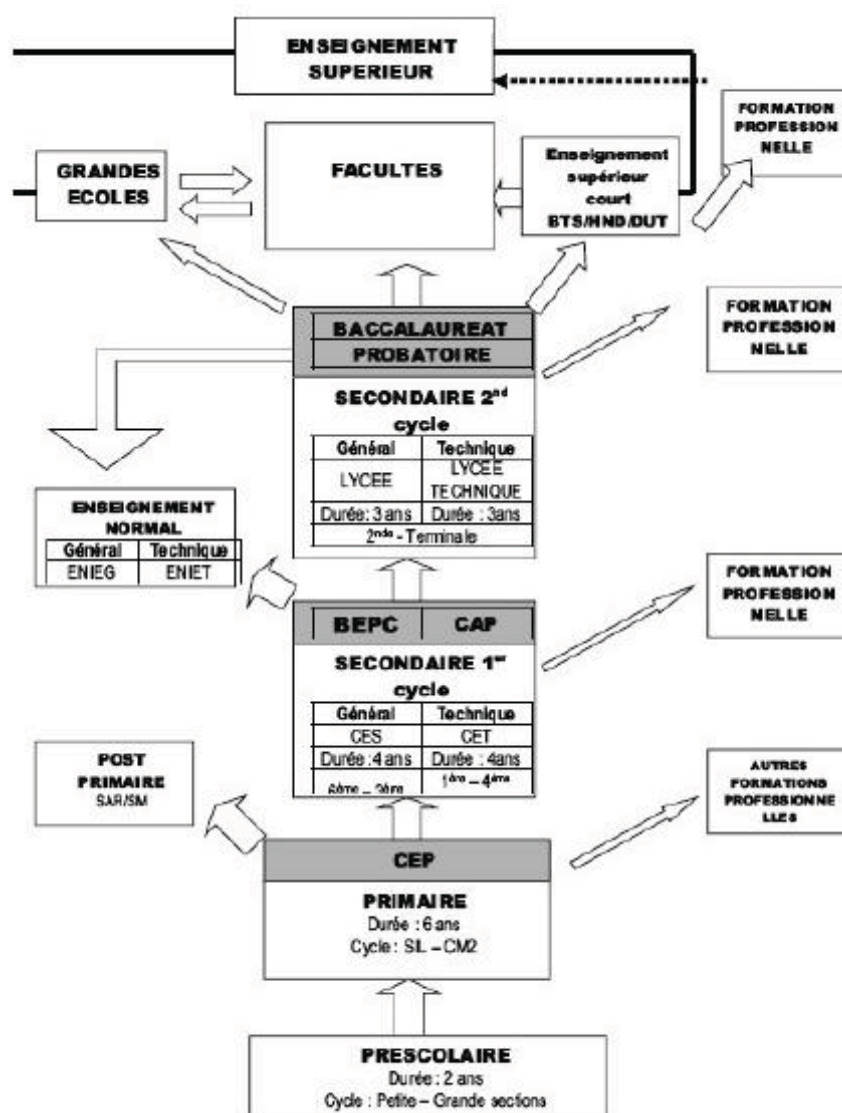 ENSEIGNEMENT
SUPERIEUR
FORMATION
PROFESSION
NELLE
GRANDES
ECOLES
FACULTES
Enseignement
supérieur
court
BTS/HND/DUT
BACCALAUREAT
PROBATOIRE
FORMATION
PROFESSION
NELLE
SECONDAIRE 2nd
cycle
Général Technique
LYCEE LYCEE
TECHNIQUE
Durée: 3 ans Durée : 3ans
2nde - Terminale
ENSEIGNEMENT
NORMAL
Général Technique
ENIEG ENIET
FORMATION
PROFESSION
NELLE
BEPC CAP
SECONDAIRE 1er
cycle
Général Technique
CES CET
Durée :4 ans Durée : 4ans
6ème – 3ème 1ère – 4ème
POST
PRIMAIRE
SAR/SM
AUTRES
FORMATIONS
PROFESSIONNE
LLES
CEP
PRIMAIRE
Durée : 6 ans
Cycle : SIL – CM2
PRESCOLAIRE
Durée : 2 ans
Cycle : Petite – Grande sections